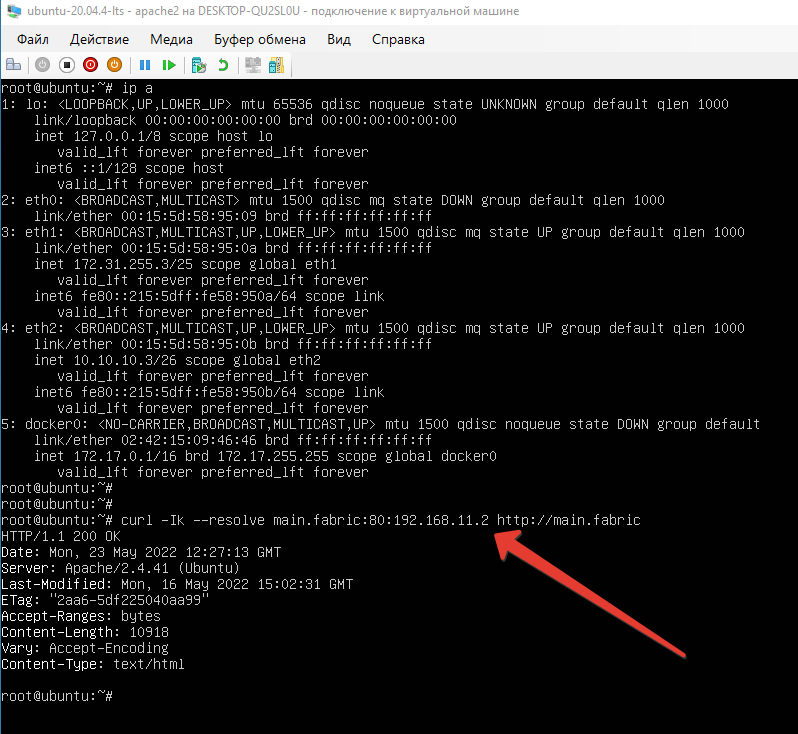 ubuntu-20.04.4-lts - apache2 на DESKTOP-QU2SL0U - подключение к виртуальной машине
Файл Действие Медиа Буфер обмена Вид Справка
root@ubuntu:~# ip a
1: lo: <LOOPBACK,UP,LOWER_UP> mtu 65536 qdisc noqueue state UNKNOWN group default qlen 1000
    link/loopback 00:00:00:00:00:00 brd 00:00:00:00:00:00
    inet 127.0.0.1/8 scope host lo
       valid_lft forever preferred_lft forever
    inet6 ::1/128 scope host
       valid_lft forever preferred_lft forever
2: eth0: <BROADCAST,MULTICAST> mtu 1500 qdisc mq state DOWN group default qlen 1000
    link/ether 00:15:5d:58:95:09 brd ff:ff:ff:ff:ff:ff
3: eth1: <BROADCAST,MULTICAST,UP,LOWER_UP> mtu 1500 qdisc mq state UP group default qlen 1000
    link/ether 00:15:5d:58:95:0a brd ff:ff:ff:ff:ff:ff
    inet 172.31.255.3/25 scope global eth1
       valid_lft forever preferred_lft forever
    inet6 fe80::215:5dff:fe58:950a/64 scope link
       valid_lft forever preferred_lft forever
4: eth2: <BROADCAST,MULTICAST,UP,LOWER_UP> mtu 1500 qdisc mq state UP group default qlen 1000
    link/ether 00:15:5d:58:95:0b brd ff:ff:ff:ff:ff:ff
    inet 10.10.10.3/26 scope global eth2
       valid_lft forever preferred_lft forever
    inet6 fe80::215:5dff:fe58:950b/64 scope link
       valid_lft forever preferred_lft forever
5: docker0: <NO-CARRIER,BROADCAST,MULTICAST,UP> mtu 1500 qdisc noqueue state DOWN group default
    link/ether 02:42:15:09:46:46 brd ff:ff:ff:ff:ff:ff
    inet 172.17.0.1/16 brd 172.17.255.255 scope global docker0
       valid_lft forever preferred_lft forever
root@ubuntu:~#
root@ubuntu:~#
root@ubuntu:~# curl -Ik --resolve main.fabric:80:192.168.11.2 http://main.fabric
HTTP/1.1 200 OK
Date: Mon, 23 May 2022 12:27:13 GMT
Server: Apache/2.4.41 (Ubuntu)
Last-Modified: Mon, 16 May 2022 15:02:31 GMT
ETag: "2aa6-5df225040aa99"
Accept-Ranges: bytes
Content-Length: 10918
Vary: Accept-Encoding
Content-Type: text/html
root@ubuntu:~#